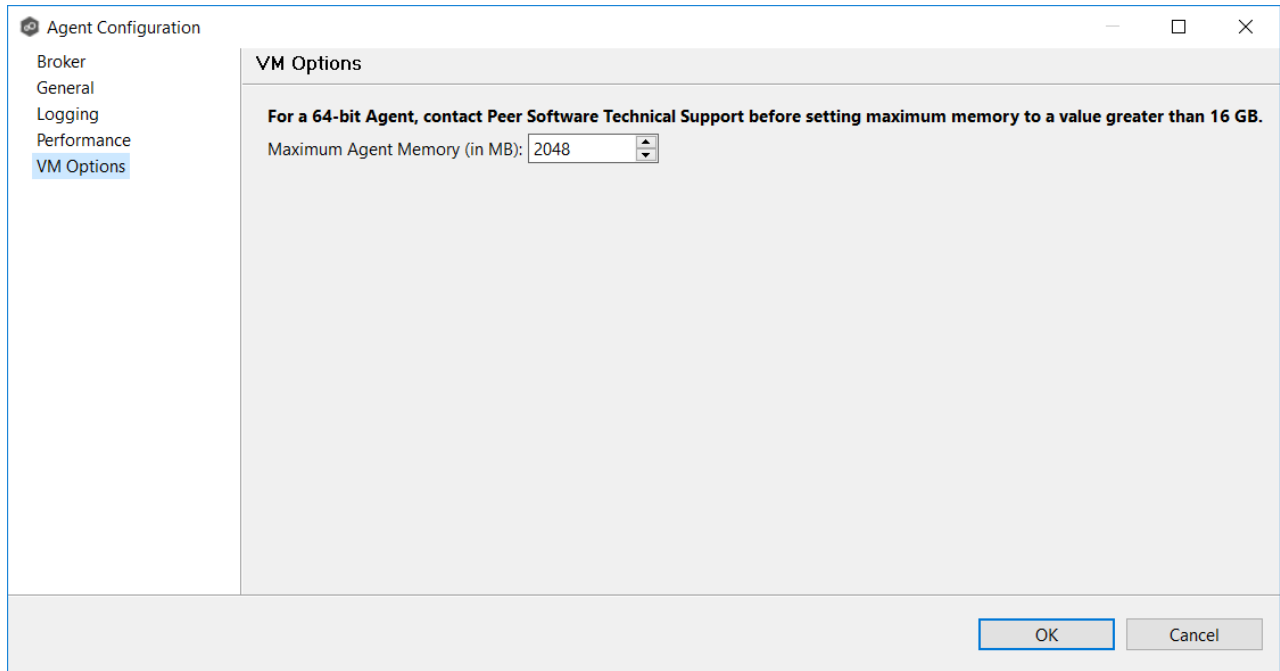 Agent Configuration
Broker
General
Logging
Performance
VM Options
VM Options
For a 64-bit Agent, contact Peer Software Technical Support before setting maximum memory to a value greater than 16 GB.
Maximum Agent Memory (in MB): 2048
OK Cancel